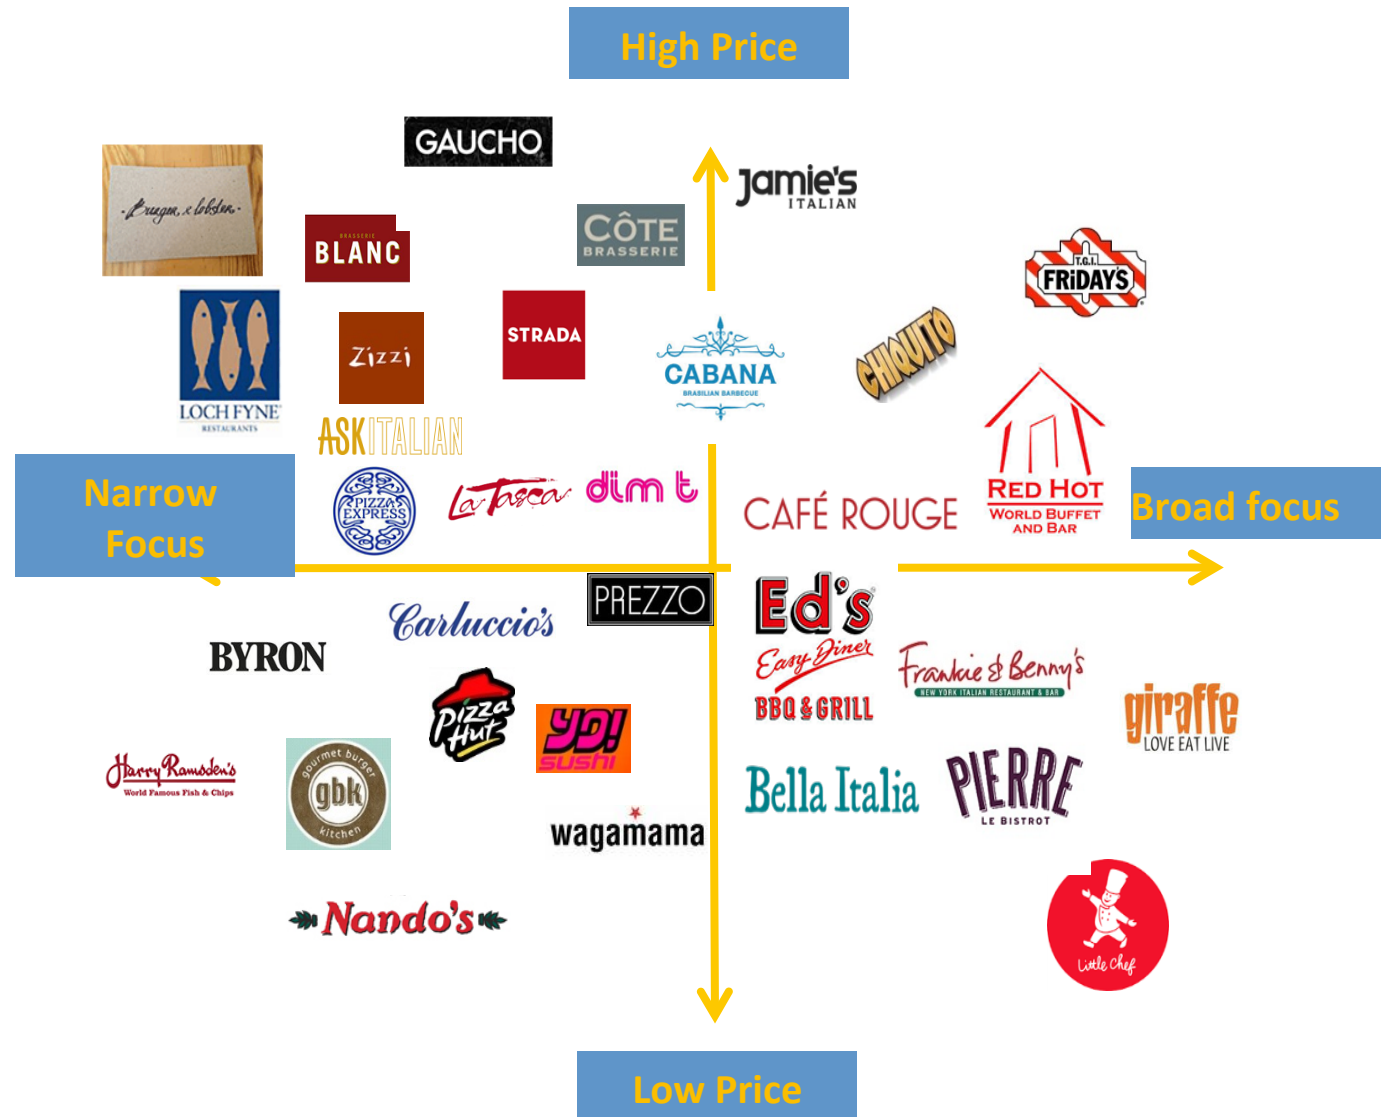 High Price
GAUCHO
Jamie's
ITALIAN
-Burger & lobster-
BRASSERIE
BLANC
CÔTE
BRASSERIE
T.G.I.
FRiDAY'S
STRADA
Zizzi
CHIQUITO
CABANA
BRASILIAN BARBECUE
LOCH FYNE
RESTAURANTS
ASK ITALIAN
Narrow
Focus
PIZZA
EXPRESS
La Tasca
dim t
CAFÉ ROUGE
RED HOT
WORLD BUFFET
AND BAR
Broad focus
PREZZO
Carluccio's
Ed's
Easy Diner
BBQ & GRILL
BYRON
Frankie & Benny's
NEW YORK ITALIAN RESTAURANT & BAR
Pizza
Hut
YO!
SUSHI
giraffe
LOVE EAT LIVE
Harry Ramsden's
World Famous Fish & Chips
gourmet burger
gbk
kitchen
Bella Italia
PIERRE
LE BISTROT
wagamama
Nando's
Little Chef
Low Price